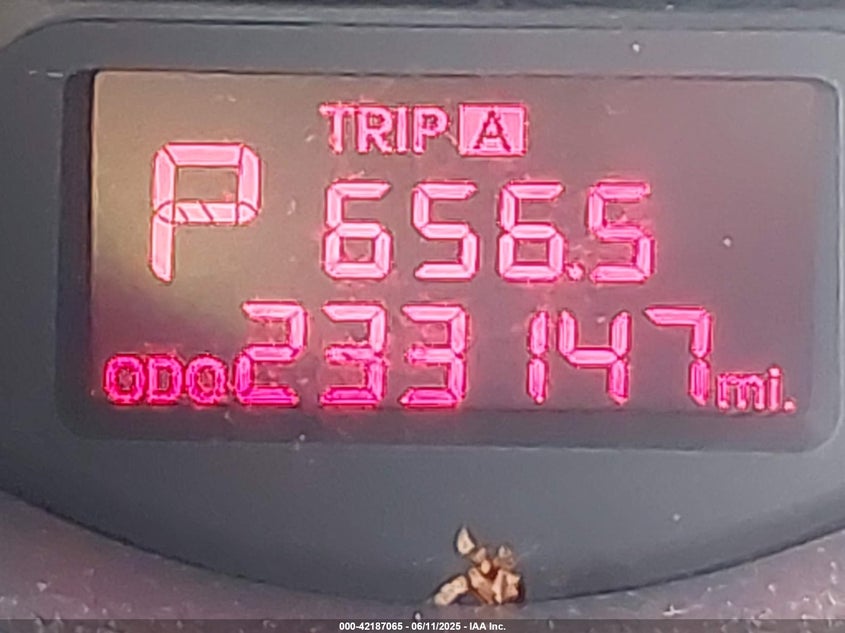 TRIP A
P 656.5
ODO 233147 mi.
000-42187065 - 06/11/2025 - IAA Inc.